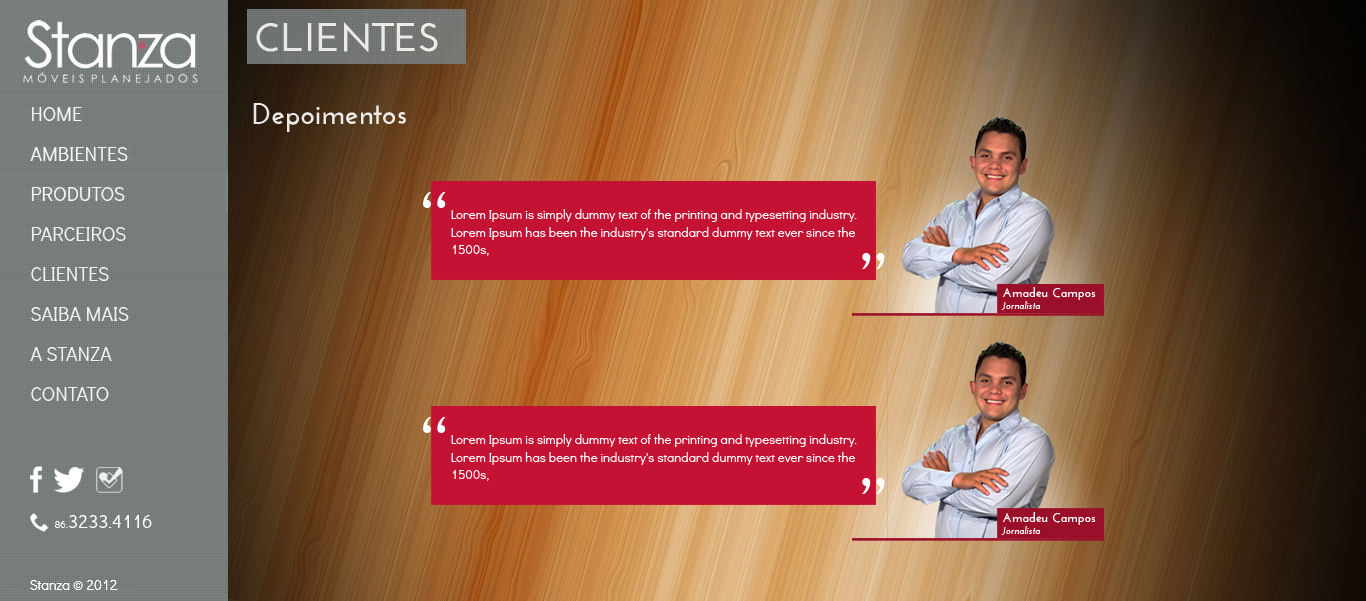 Stanza
MÓVEIS PLANEJADOS
HOME
AMBIENTES
PRODUTOS
PARCEIROS
CLIENTES
SAIBA MAIS
A STANZA
CONTATO
86.3233.4116
Stanza © 2012
CLIENTES
Depoimentos
“ Lorem Ipsum is simply dummy text of the printing and typesetting industry.
Lorem Ipsum has been the industry's standard dummy text ever since the
1500s, ”
Amadeu Campos
Jornalista
“ Lorem Ipsum is simply dummy text of the printing and typesetting industry.
Lorem Ipsum has been the industry's standard dummy text ever since the
1500s, ”
Amadeu Campos
Jornalista